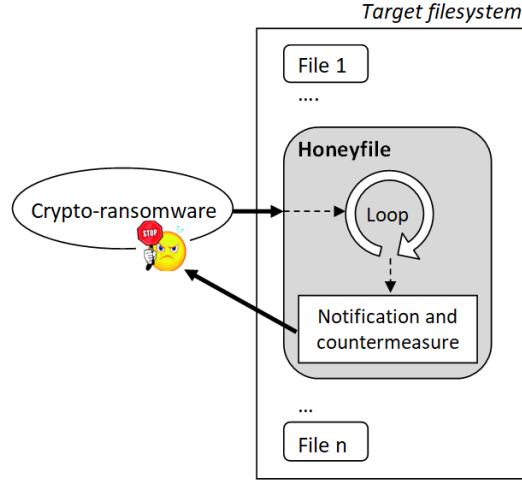 Target filesystem
File 1
....
Honeyfile
Crypto-ransomware
Loop
STOP
Notification and
countermeasure
...
File n